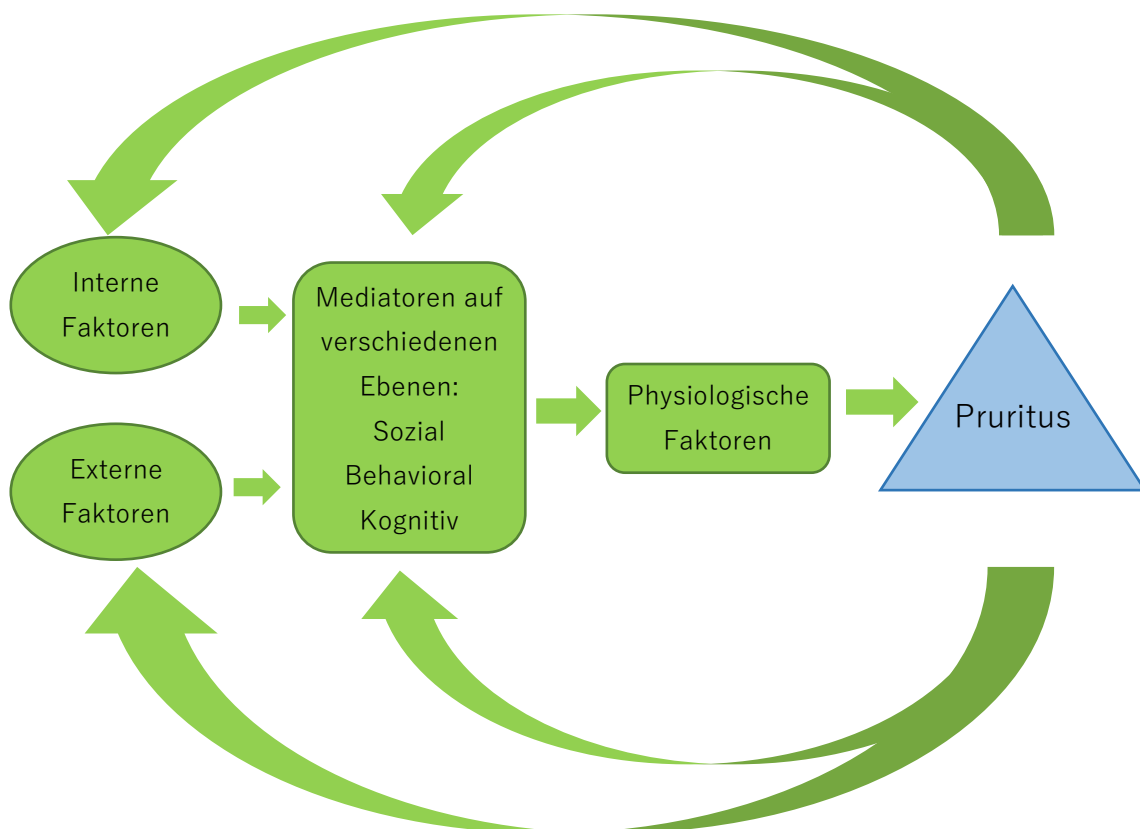 Interne
Faktoren
Externe
Faktoren
Mediatoren auf
verschiedenen
Ebenen:
Sozial
Behavioral
Kognitiv
Physiologische
Faktoren
Pruritus